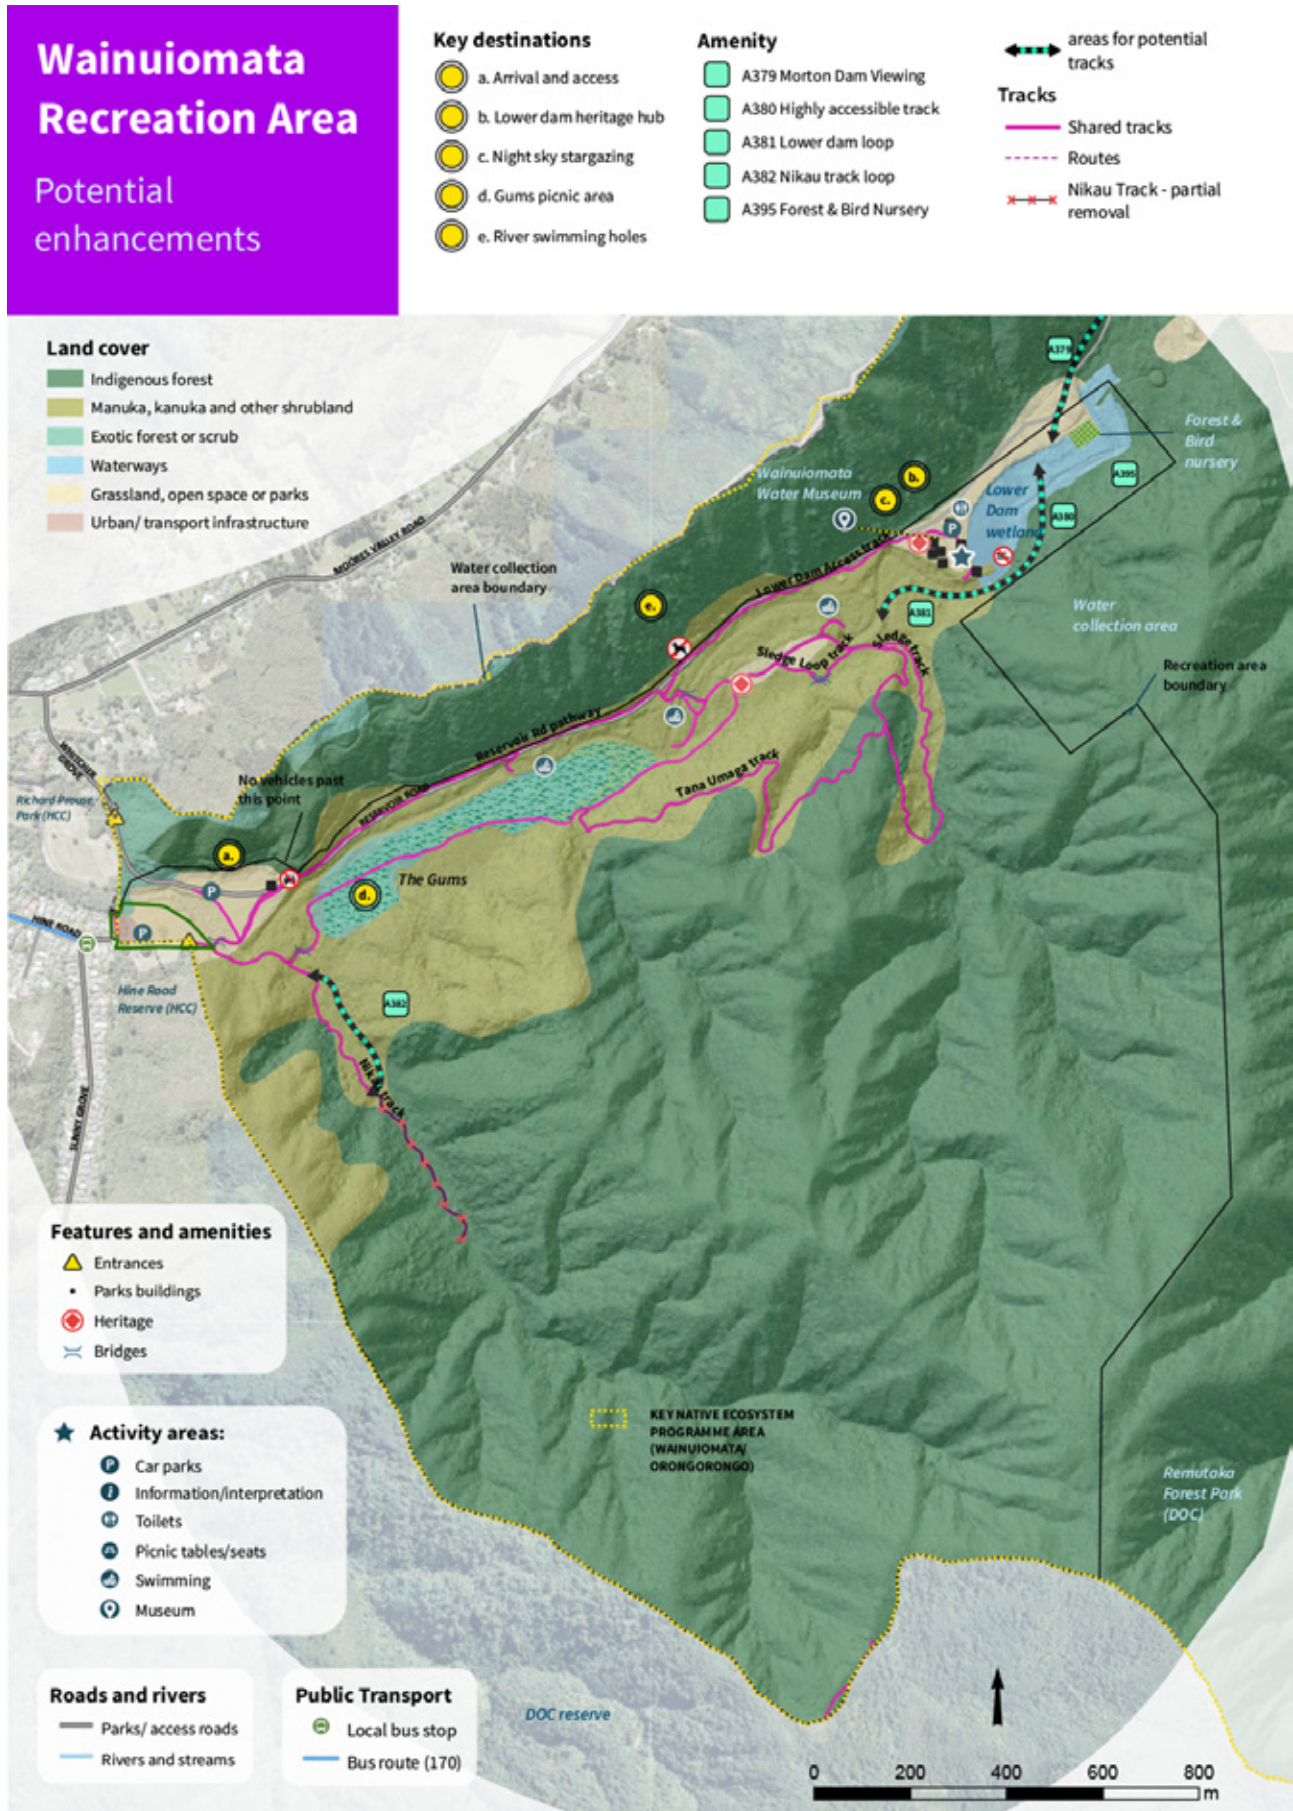 Wainuiomata
Recreation Area
Potential
enhancements
Key destinations
a. Arrival and access
b. Lower dam heritage hub
c. Night sky stargazing
d. Gums picnic area
e. River swimming holes
Amenity
A379 Morton Dam Viewing
A380 Highly accessible track
A381 Lower dam loop
A382 Nikau track loop
A395 Forest & Bird Nursery
areas for potential
tracks
Tracks
Shared tracks
Routes
Nikau Track - partial
removal
Land cover
Indigenous forest
Manuka, kanuka and other shrubland
Exotic forest or scrub
Waterways
Grassland, open space or parks
Urban/ transport infrastructure
A379
Forest &
Bird
nursery
A395
Wainuiomata
Water Museum
b.
c.
Lower
Dam
wetland
A380
P
MOORES VALLEY ROAD
Water collection
area boundary
Lower Dam Access track
e.
A381
Water
collection area
Sledge Loop track
Sledge track
Recreation area
boundary
Reservoir Rd pathway
Tana Umaga track
WHITCHER
GROVE
No vehicles past
this point
RESERVOIR ROAD
Richard Prouse
Park (HCC)
a.
P
The Gums
d.
HINE ROAD
P
Hine Road
Reserve (HCC)
A382
Nikau track
SUNNY GROVE
Features and amenities
Entrances
Parks buildings
Heritage
Bridges
KEY NATIVE ECOSYSTEM
PROGRAMME AREA
(WAINUIOMATA/
ORONGORONGO)
Activity areas:
P Car parks
i Information/interpretation
Toilets
Picnic tables/seats
Swimming
Museum
Remutaka
Forest Park
(DOC)
Roads and rivers
Parks/ access roads
Rivers and streams
Public Transport
Local bus stop
Bus route (170)
DOC reserve
0 200 400 600 800
m